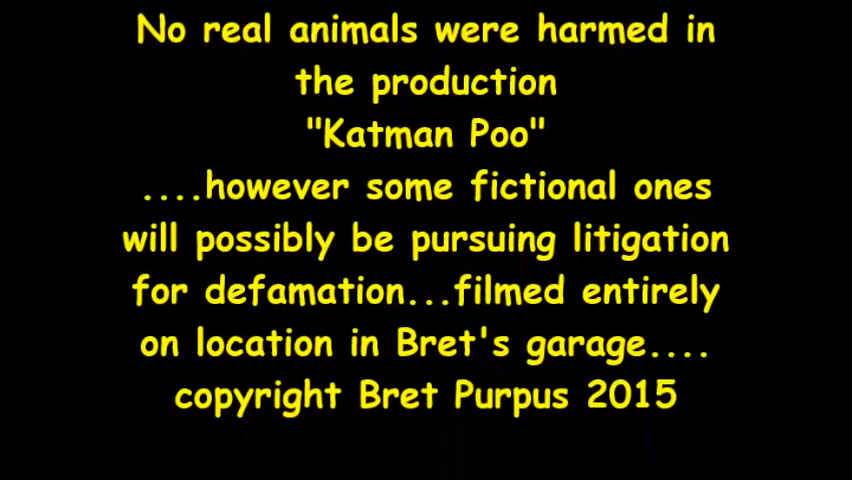 No real animals were harmed in
the production
"Katman Poo"
....however some fictional ones
will possibly be pursuing litigation
for defamation...filmed entirely
on location in Bret's garage....
copyright Bret Purpus 2015